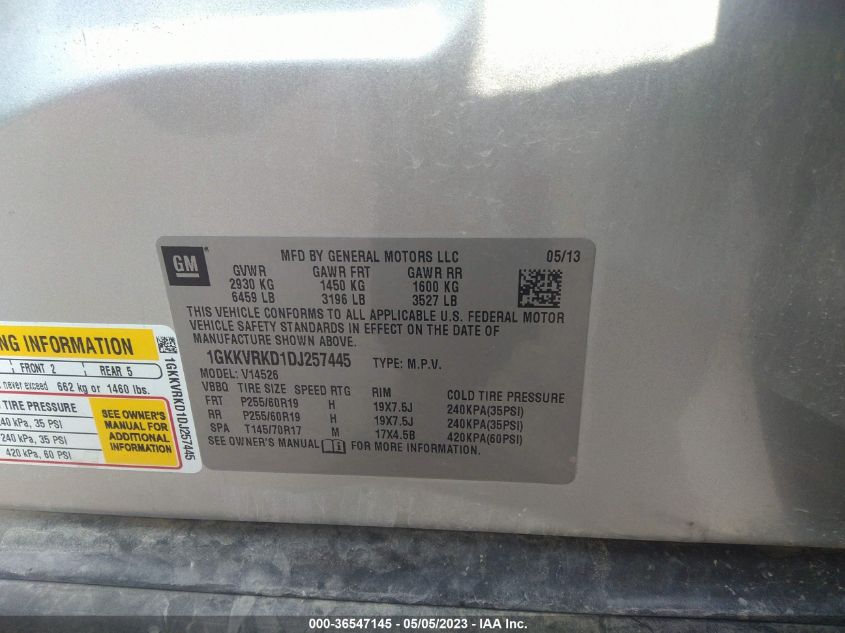 GM
MFD BY GENERAL MOTORS LLC 05/13
GVWR GAWR FRT GAWR RR
2930 KG 1450 KG 1600 KG
6459 LB 3196 LB 3527 LB
THIS VEHICLE CONFORMS TO ALL APPLICABLE U.S. FEDERAL MOTOR
VEHICLE SAFETY STANDARDS IN EFFECT ON THE DATE OF
MANUFACTURE SHOWN ABOVE.
1GKKVRKD1DJ257445 TYPE: M.P.V.
MODEL: V14526
VBBQ TIRE SIZE SPEED RTG RIM COLD TIRE PRESSURE
FRT P255/60R19 H 19X7.5J 240KPA(35PSI)
RR P255/60R19 H 19X7.5J 240KPA(35PSI)
SPA T145/70R17 M 17X4.5B 420KPA(60PSI)
SEE OWNER'S MANUAL FOR MORE INFORMATION.
NG INFORMATION
FRONT 2 REAR 5
never exceed 662 kg or 1460 lbs.
TIRE PRESSURE
40 kPa, 35 PSI
240 kPa, 35 PSI
420 kPa, 60 PSI
SEE OWNER'S
MANUAL FOR
ADDITIONAL
INFORMATION
1GKKVRKD1DJ257445
000-36547145 - 05/05/2023 - © IAA Inc.